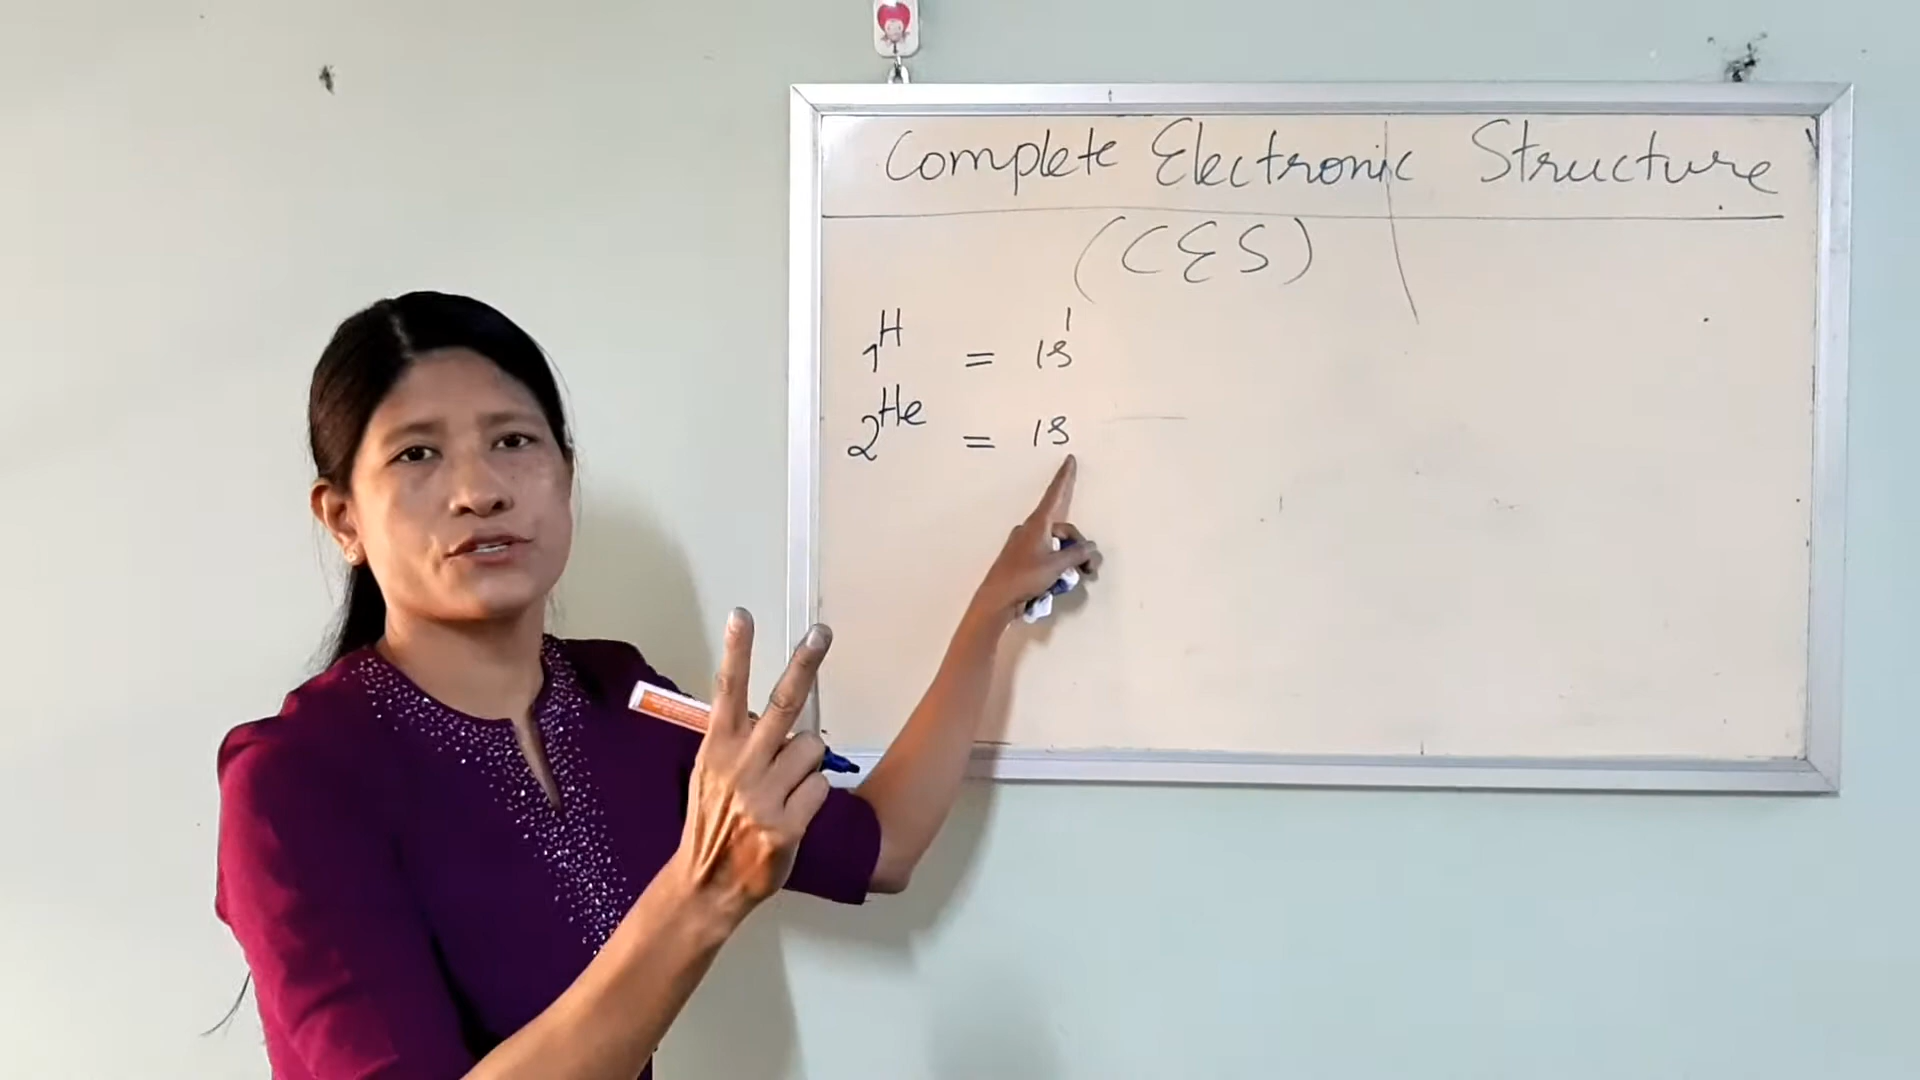 Complete Electronic Structure
(CES)
₁H = 1s¹
₂He = 1s